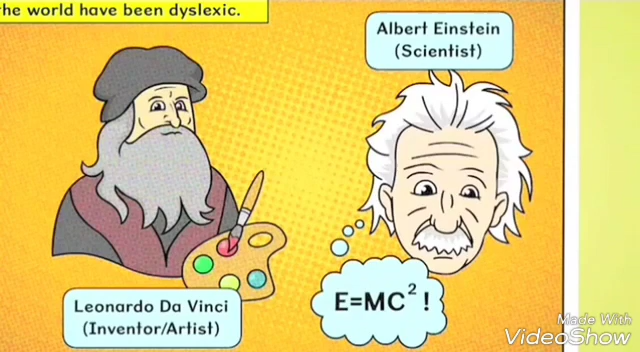 the world have been dyslexic.
Albert Einstein
(Scientist)
E=MC²!
Leonardo Da Vinci
(Inventor/Artist)
Made With
VideoShow